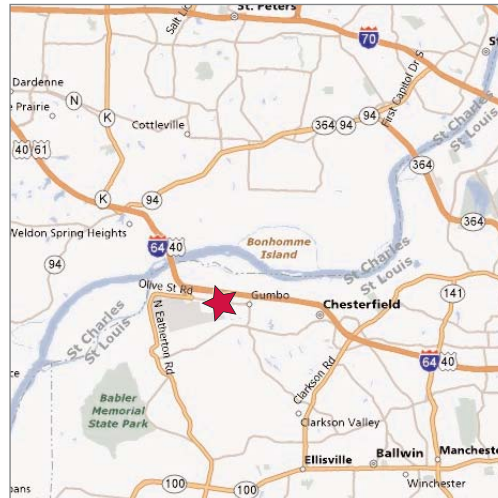 St. Peters
70
Salt Li
Dardenne
Prairie
N
K
Cottleville
364 94
94
First Capitol Dr S
St Charles
St Louis
364
40 61
K
94
Weldon Spring Heights
64 40
94
Bonhomme
Island
364
St Charles
St Louis
Olive St Rd
Gumbo
Chesterfield
141
St Charles
St Louis
N Eatherton Rd
Clarkson Rd
64 40
Babler
Memorial
State Park
Clarkson Valley
Ellisville
Ballwin
Manchester
100
100
Winchester